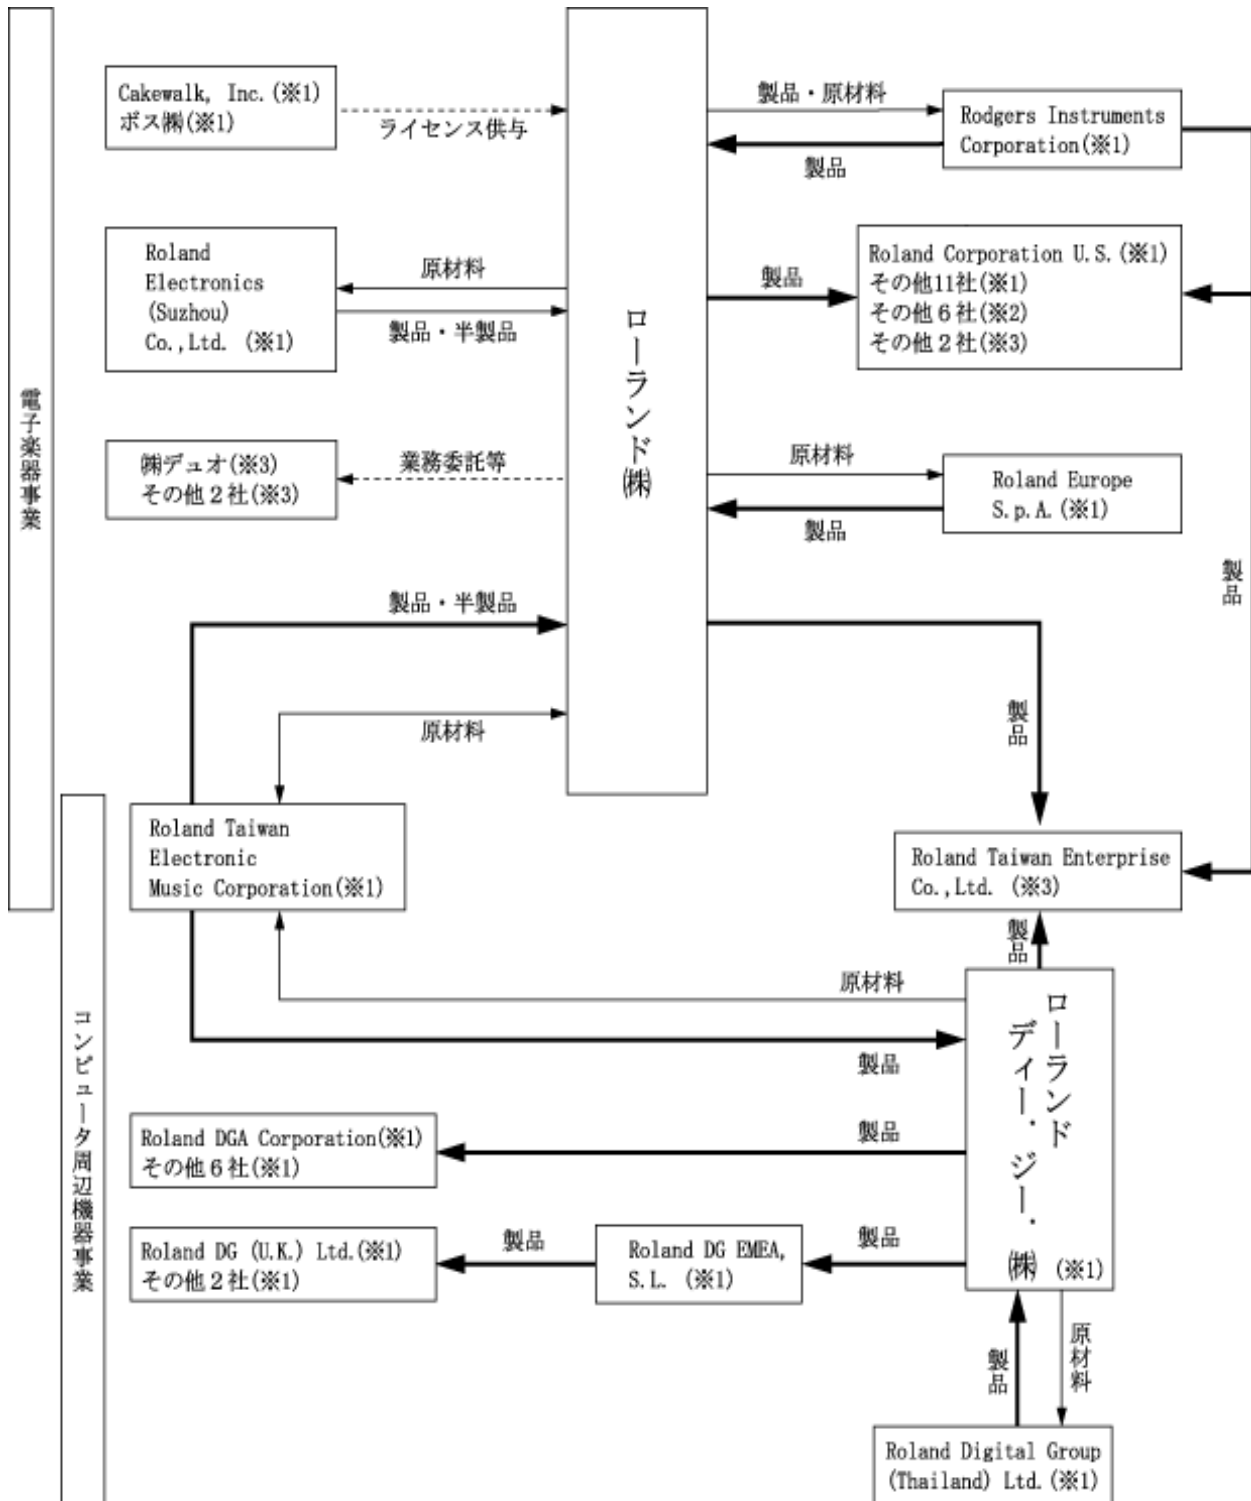 電子楽器事業
Cakewalk, Inc.(※1)
ボス㈱(※1)
ライセンス供与
製品・原材料
製品
Rodgers Instruments
Corporation(※1)
Roland
Electronics
(Suzhou)
Co.,Ltd. (※1)
原材料
製品・半製品
ローランド㈱
製品
Roland Corporation U.S.(※1)
その他11社(※1)
その他6社(※2)
その他2社(※3)
㈱デュオ(※3)
その他2社(※3)
業務委託等
原材料
製品
Roland Europe
S.p.A.(※1)
製品
製品・半製品
原材料
製品
Roland Taiwan
Electronic
Music Corporation(※1)
Roland Taiwan Enterprise
Co.,Ltd. (※3)
製品
コンピュータ周辺機器事業
原材料
製品
ローランド
ディー.ジー.㈱
(※1)
Roland DGA Corporation(※1)
その他6社(※1)
製品
Roland DG (U.K.) Ltd.(※1)
その他2社(※1)
製品
Roland DG EMEA,
S.L. (※1)
製品
製品
原材料
Roland Digital Group
(Thailand) Ltd.(※1)